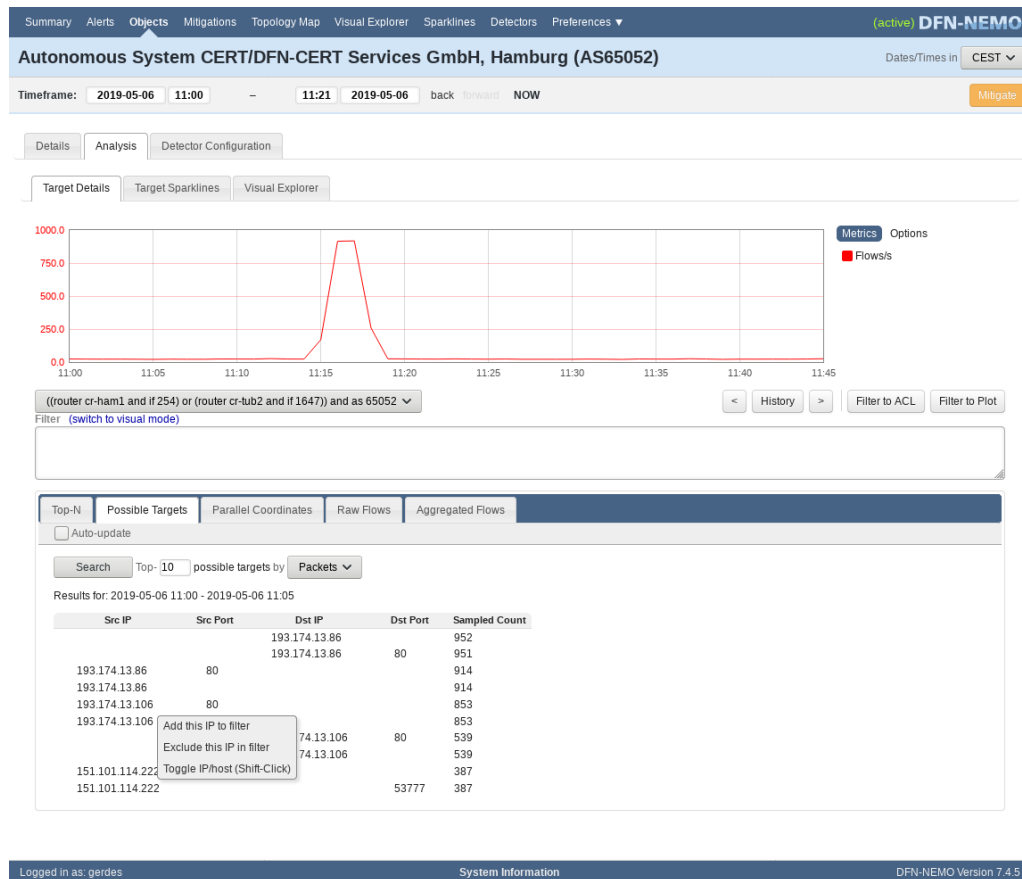 Summary Alerts Objects Mitigations Topology Map Visual Explorer Sparklines Detectors Preferences ▼ (active) DFN-NEMO
Autonomous System CERT/DFN-CERT Services GmbH, Hamburg (AS65052) Dates/Times in CEST
Timeframe: 2019-05-06 11:00 – 11:21 2019-05-06 back forward NOW Mitigate
Details Analysis Detector Configuration
Target Details Target Sparklines Visual Explorer
1000.0
750.0
500.0
250.0
0.0
11:00 11:05 11:10 11:15 11:20 11:25 11:30 11:35 11:40 11:45
Metrics Options
Flows/s
((router cr-ham1 and if 254) or (router cr-tub2 and if 1647)) and as 65052 < History > Filter to ACL Filter to Plot
Filter (switch to visual mode)
Top-N Possible Targets Parallel Coordinates Raw Flows Aggregated Flows
Auto-update
Search Top- 10 possible targets by Packets
Results for: 2019-05-06 11:00 - 2019-05-06 11:05
Src IP Src Port Dst IP Dst Port Sampled Count
193.174.13.86 952
193.174.13.86 80 951
193.174.13.86 80 914
193.174.13.86 914
193.174.13.106 80 853
193.174.13.106 853
74.13.106 80 539
74.13.106 539
151.101.114.222 387
151.101.114.222 53777 387
Add this IP to filter
Exclude this IP in filter
Toggle IP/host (Shift-Click)
Logged in as: gerdes System Information DFN-NEMO Version 7.4.5